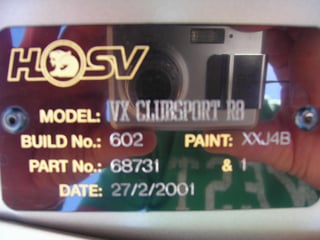 HSV
MODEL: VX CLUBSPORT R8
BUILD No.: 602 PAINT: XXJ4B
PART No.: 68731 & 1
DATE: 27/2/2001